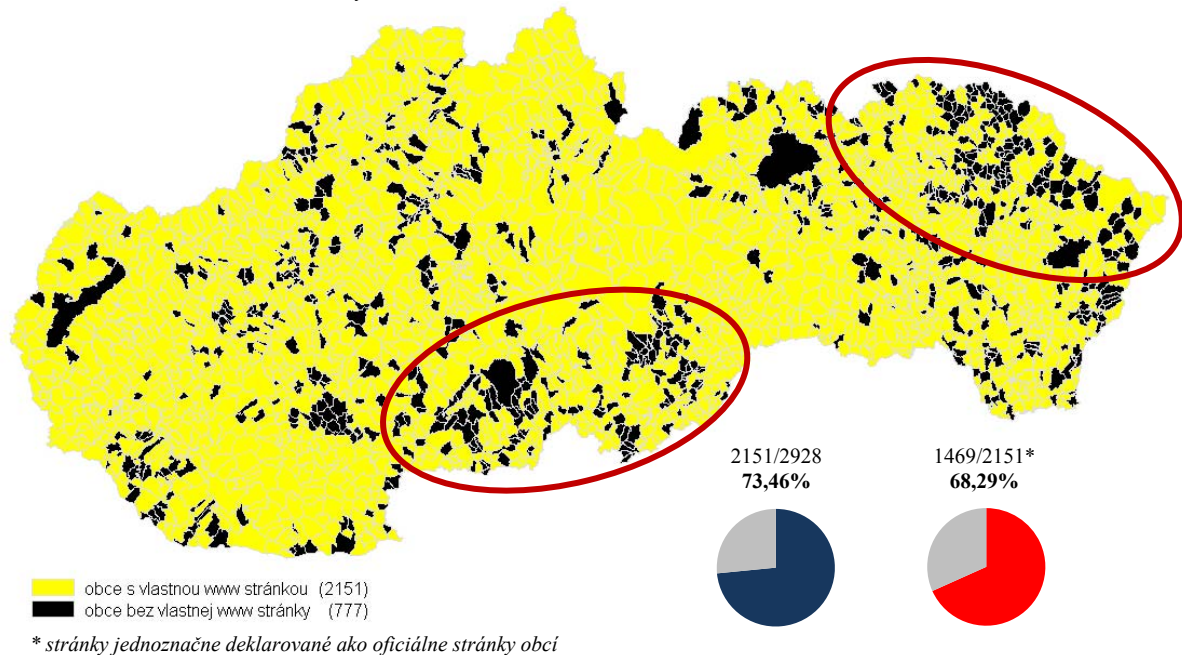 2151/2928
73,46%
1469/2151*
68,29%
obce s vlastnou www stránkou (2151)
obce bez vlastnej www stránky (777)
* stránky jednoznačne deklarované ako oficiálne stránky obcí